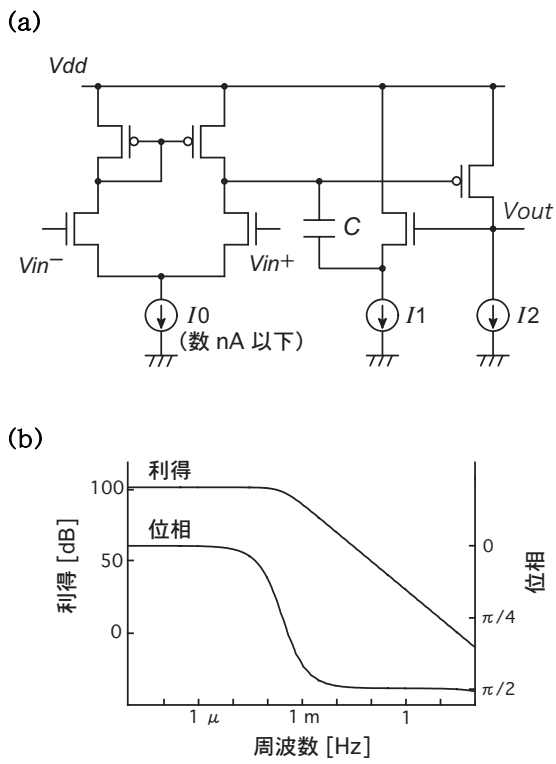 (a)
Vdd
Vin−
Vin+
C
Vout
I0
(数 nA 以下)
I1
I2
(b)
利得
位相
利得 [dB]
100
50
0
位相
0
π/4
π/2
1 μ
1 m
1
周波数 [Hz]